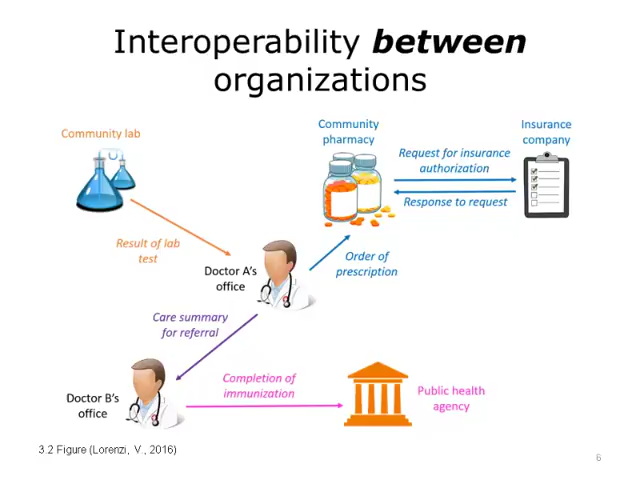 Interoperability between
organizations
Community lab
Community
pharmacy
Insurance
company
Request for insurance
authorization
Response to request
Result of lab
test
Doctor A's
office
Order of
prescription
Care summary
for referral
Doctor B's
office
Completion of
immunization
Public health
agency
3.2 Figure (Lorenzi, V., 2016)
6